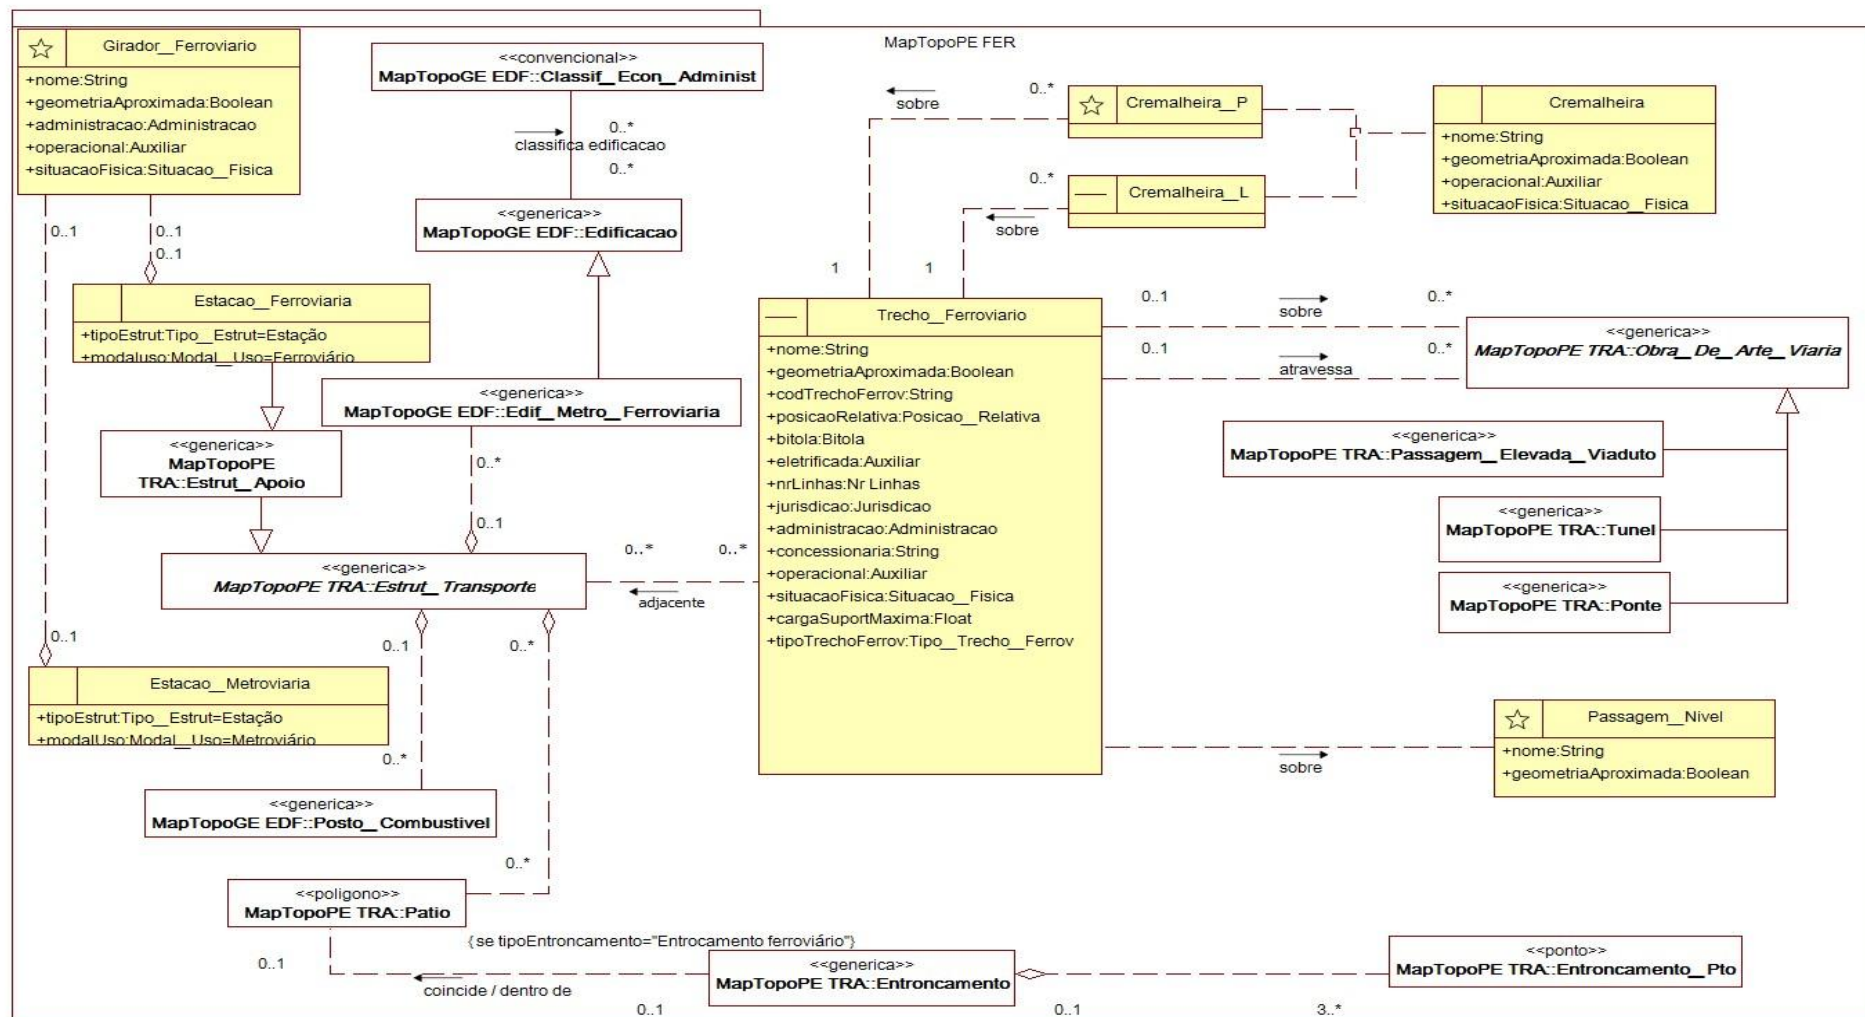 MapTopoPE FER
Girador__Ferroviario
+nome:String
+geometriaAproximada:Boolean
+administracao:Administracao
+operacional:Auxiliar
+situacaoFisica:Situacao__Fisica
<<convencional>>
MapTopoGE EDF::Classif__Econ__Administ
0..*
classifica edificacao
0..*
<<generica>>
MapTopoGE EDF::Edificacao
sobre
0..*
Cremalheira__P
0..*
Cremalheira__L
sobre
Cremalheira
+nome:String
+geometriaAproximada:Boolean
+operacional:Auxiliar
+situacaoFisica:Situacao__Fisica
0..1
0..1
0..1
1
1
Estacao__Ferroviaria
+tipoEstrut:Tipo__Estrut=Estação
+modaluso:Modal__Uso=Ferroviário
<<generica>>
MapTopoGE EDF::Edif__Metro__Ferroviaria
<<generica>>
MapTopoPE
TRA::Estrut__Apoio
0..*
0..1
<<generica>>
MapTopoPE TRA::Estrut__Transporte
0..*
0..*
adjacente
Trecho__Ferroviario
+nome:String
+geometriaAproximada:Boolean
+codTrechoFerrov:String
+posicaoRelativa:Posicao__Relativa
+bitola:Bitola
+eletrificada:Auxiliar
+nrLinhas:Nr Linhas
+jurisdicao:Jurisdicao
+administracao:Administracao
+concessionaria:String
+operacional:Auxiliar
+situacaoFisica:Situacao__Fisica
+cargaSuportMaxima:Float
+tipoTrechoFerrov:Tipo__Trecho__Ferrov
0..1
sobre
0..*
0..1
atravessa
0..*
<<generica>>
MapTopoPE TRA::Obra__De__Arte__Viaria
<<generica>>
MapTopoPE TRA::Passagem__Elevada__Viaduto
<<generica>>
MapTopoPE TRA::Tunel
<<generica>>
MapTopoPE TRA::Ponte
0..1
Estacao__Metroviaria
+tipoEstrut:Tipo__Estrut=Estação
+modalUso:Modal__Uso=Metroviário
0..1
0..*
0..*
<<generica>>
MapTopoGE EDF::Posto__Combustivel
sobre
Passagem__Nivel
+nome:String
+geometriaAproximada:Boolean
0..*
<<poligono>>
MapTopoPE TRA::Patio
{se tipoEntroncamento="Entrocamento ferroviário"}
0..1
coincide / dentro de
<<generica>>
MapTopoPE TRA::Entroncamento
0..1
0..1
3..*
<<ponto>>
MapTopoPE TRA::Entroncamento__Pto